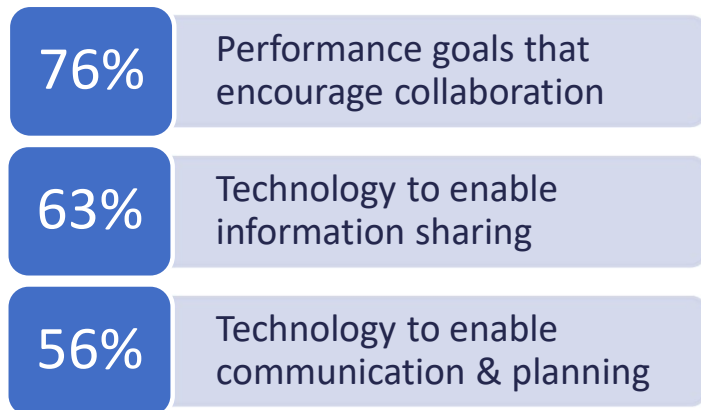 76%
Performance goals that
encourage collaboration
63%
Technology to enable
information sharing
56%
Technology to enable
communication & planning